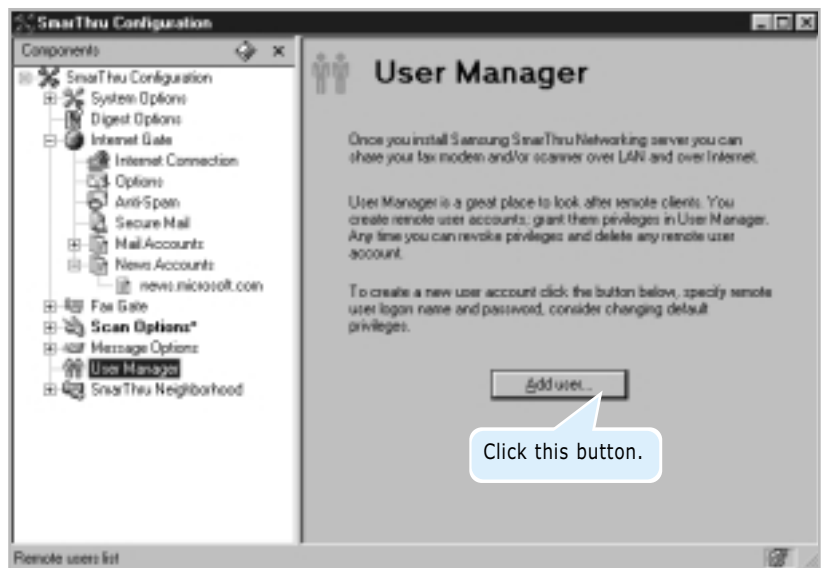 SmarThru Configuration
Components
SmarThru Configuration
System Options
Digest Options
Internet Gate
Internet Connection
Options
Anti-Spam
Secure Mail
Mail Accounts
News Accounts
news.microsoft.com
Fax Gate
Scan Options*
Message Options
User Manager
SmarThru Neighborhood
User Manager
Once you install Samsung SmarThru Networking server you can
share your fax modem and/or scanner over LAN and over Internet.
User Manager is a great place to look after remote clients. You
create remote user accounts; grant them privileges in User Manager.
Any time you can revoke privileges and delete any remote user
account.
To create a new user account click the button below, specify remote
user logon name and password, consider changing default
privileges.
Add user...
Click this button.
Remote users list